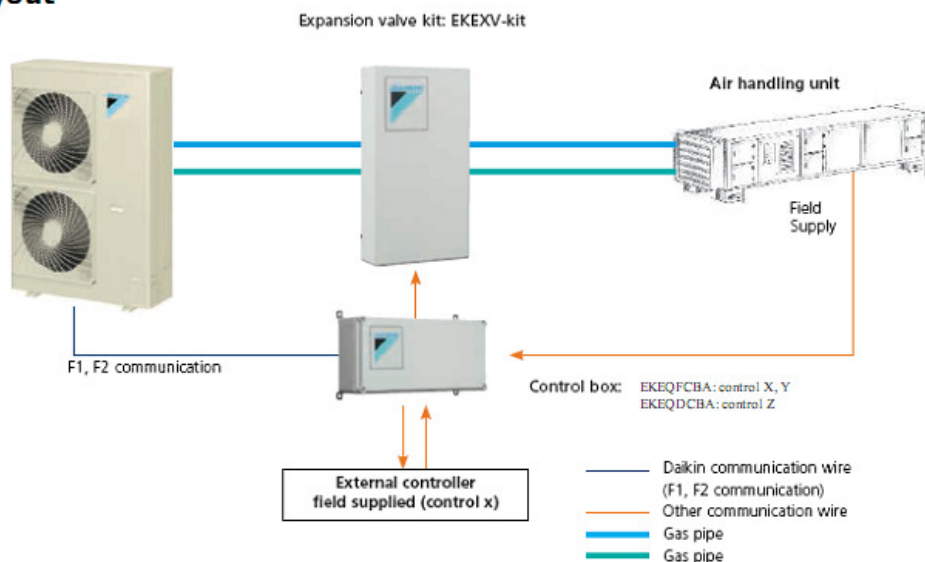 Expansion valve kit: EKEXV-kit
Air handling unit
Field
Supply
F1, F2 communication
Control box: EKEQFCBA: control X, Y
EKEQDCBA: control Z
External controller
field supplied (control x)
Daikin communication wire
(F1, F2 communication)
Other communication wire
Gas pipe
Gas pipe